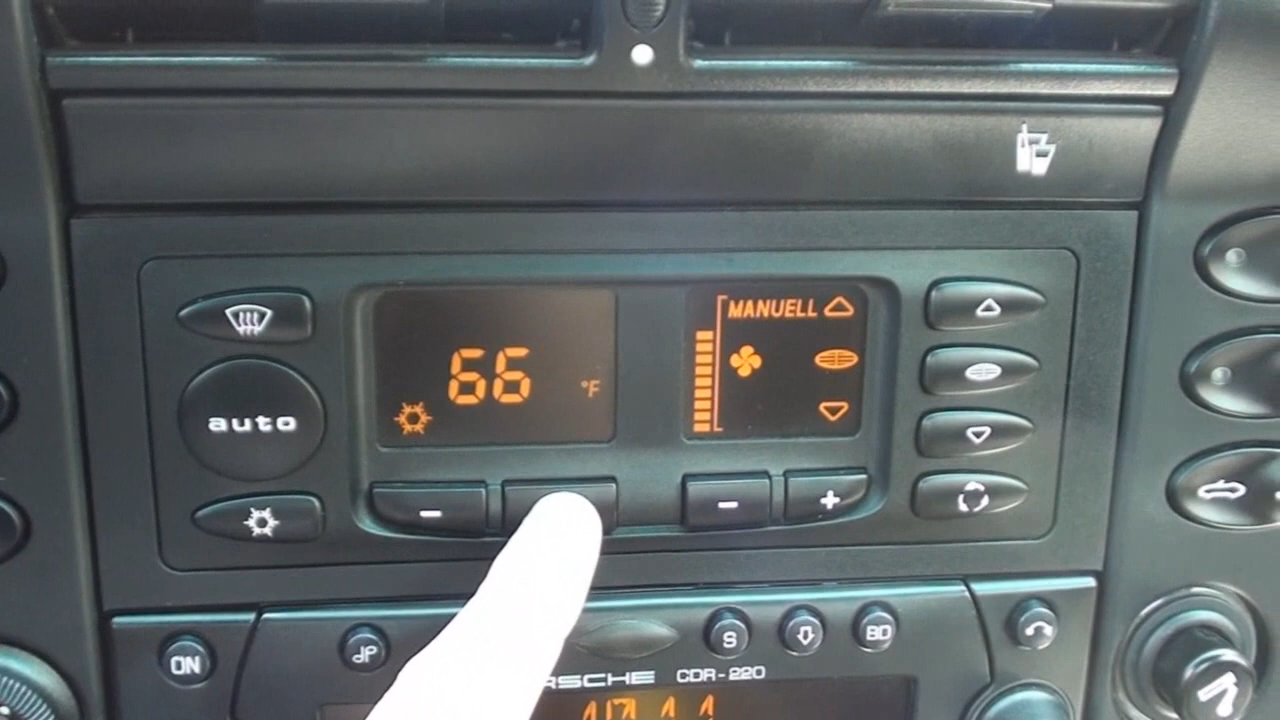 MANUELL
66 °F
auto
- - +
ON S BD
RSCHE CDR-220